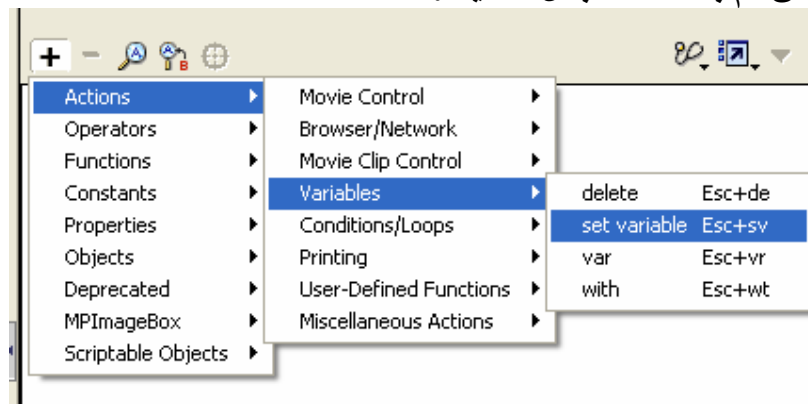 Actions
Operators
Functions
Constants
Properties
Objects
Deprecated
MPImageBox
Scriptable Objects
Movie Control
Browser/Network
Movie Clip Control
Variables
Conditions/Loops
Printing
User-Defined Functions
Miscellaneous Actions
delete Esc+de
set variable Esc+sv
var Esc+vr
with Esc+wt